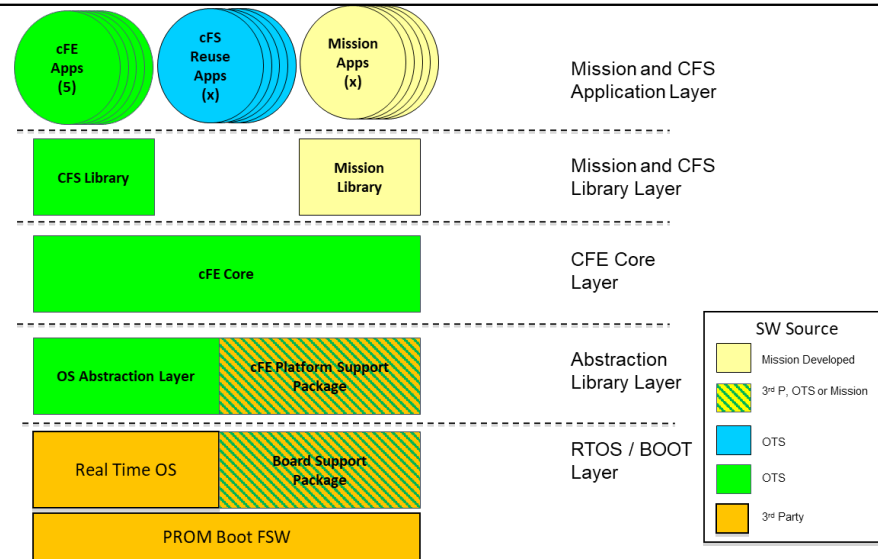 cFE
Apps
(5)
cFS
Reuse
Apps
(x)
Mission
Apps
(x)
Mission and CFS
Application Layer
CFS Library
Mission
Library
Mission and CFS
Library Layer
cFE Core
CFE Core
Layer
OS Abstraction Layer
cFE Platform Support
Package
Abstraction
Library Layer
Real Time OS
Board Support
Package
RTOS / BOOT
Layer
PROM Boot FSW
SW Source
Mission Developed
3rd P, OTS or Mission
OTS
OTS
3rd Party